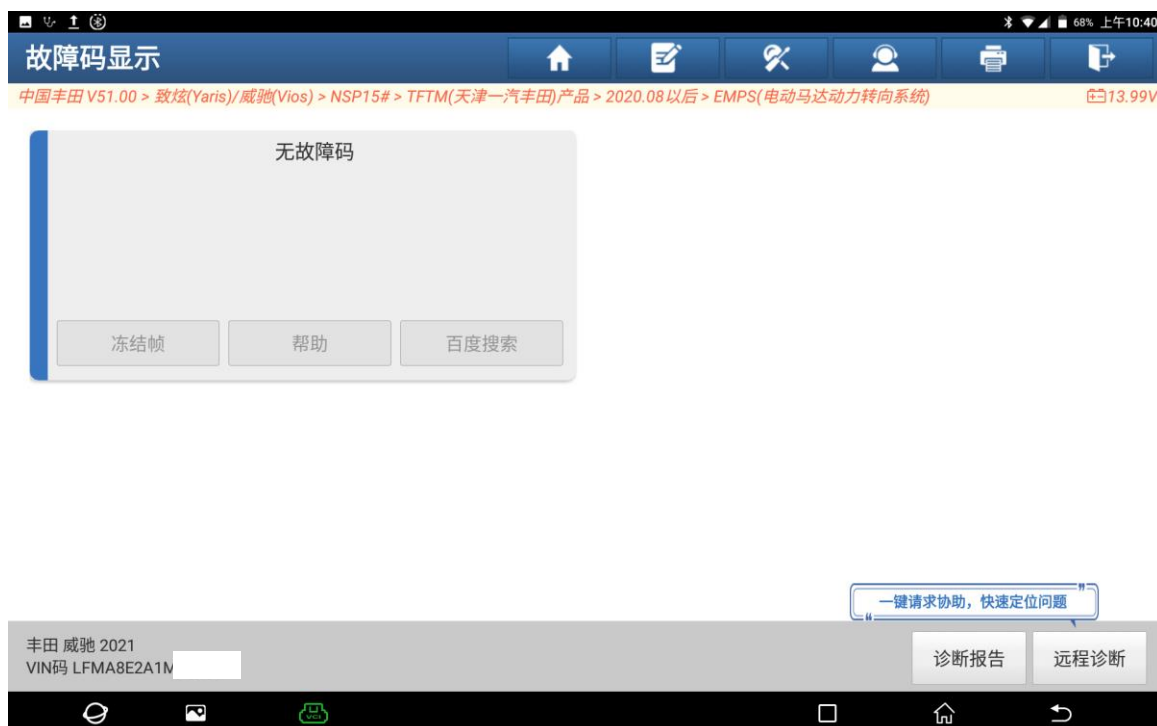 68% 上午10:40
故障码显示
中国丰田 V51.00 > 致炫(Yaris)/威驰(Vios) > NSP15# > TFTM(天津一汽丰田)产品 > 2020.08以后 > EMPS(电动马达动力转向系统) 13.99V
无故障码
冻结帧 帮助 百度搜索
一键请求协助，快速定位问题
丰田 威驰 2021
VIN码 LFMA8E2A1M
诊断报告 远程诊断
VCI